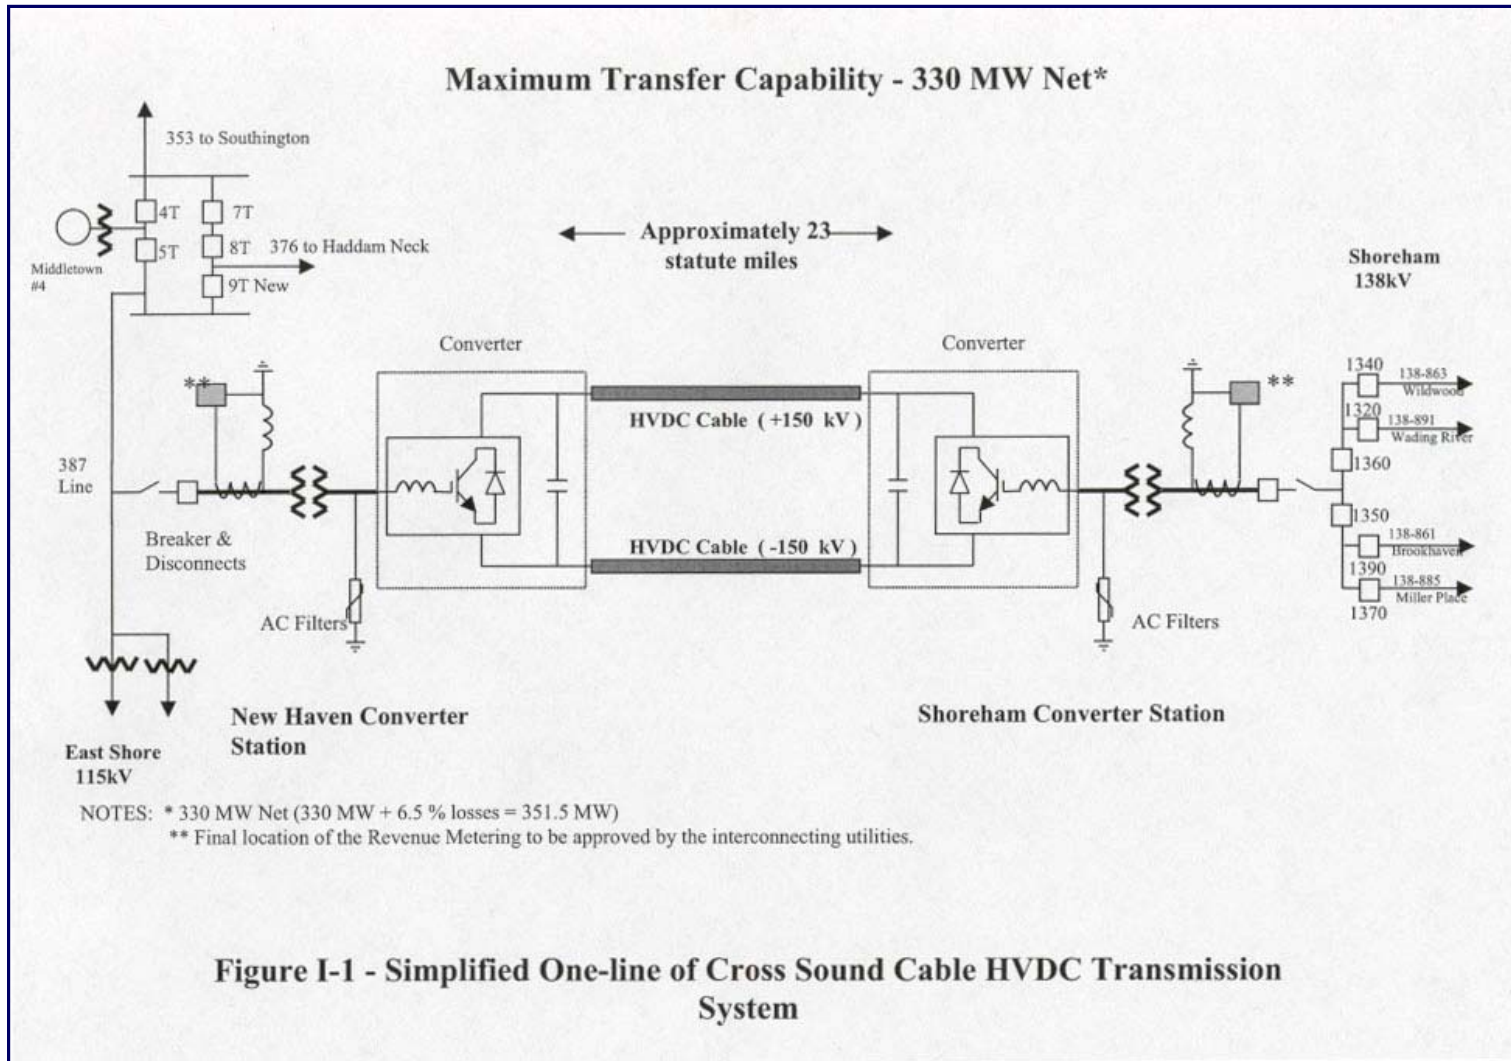 Maximum Transfer Capability - 330 MW Net*
353 to Southington
4T
7T
5T
8T
376 to Haddam Neck
9T New
Middletown
#4
Approximately 23
statute miles
Shoreham
138kV
Converter
Converter
**
**
HVDC Cable ( +150 kV )
HVDC Cable ( -150 kV )
387
Line
Breaker &
Disconnects
AC Filters
AC Filters
1340
138-863
Wildwood
1320
138-891
Wading River
1360
1350
138-861
Brookhaven
1390
138-885
Miller Place
1370
New Haven Converter
Station
Shoreham Converter Station
East Shore
115kV
NOTES: * 330 MW Net (330 MW + 6.5 % losses = 351.5 MW)
** Final location of the Revenue Metering to be approved by the interconnecting utilities.
Figure I-1 - Simplified One-line of Cross Sound Cable HVDC Transmission
System